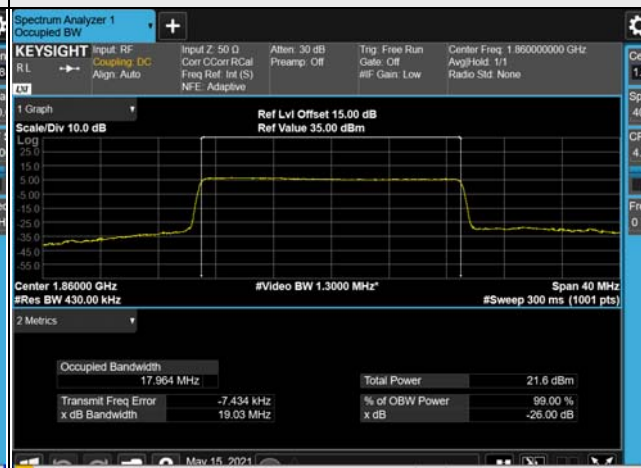 Spectrum Analyzer 1
Occupied BW
+
KEYSIGHT
RL
LXI
Input: RF
Coupling: DC
Align: Auto
Input Z: 50 Ω
Corr CCorr RCal
Freq Ref: Int (S)
NFE: Adaptive
Atten: 30 dB
Preamp: Off
Trig: Free Run
Gate: Off
#IF Gain: Low
Center Freq: 1.860000000 GHz
Avg|Hold: 1/1
Radio Std: None
1 Graph
Scale/Div 10.0 dB
Ref Lvl Offset 15.00 dB
Ref Value 35.00 dBm
Log
25.0
15.0
5.00
-5.00
-15.0
-25.0
-35.0
-45.0
-55.0
Center 1.86000 GHz
#Res BW 430.00 kHz
#Video BW 1.3000 MHz*
Span 40 MHz
#Sweep 300 ms (1001 pts)
2 Metrics
Occupied Bandwidth
17.964 MHz
Total Power 21.6 dBm
Transmit Freq Error -7.434 kHz
% of OBW Power 99.00 %
x dB Bandwidth 19.03 MHz
x dB -26.00 dB
May 15, 2021